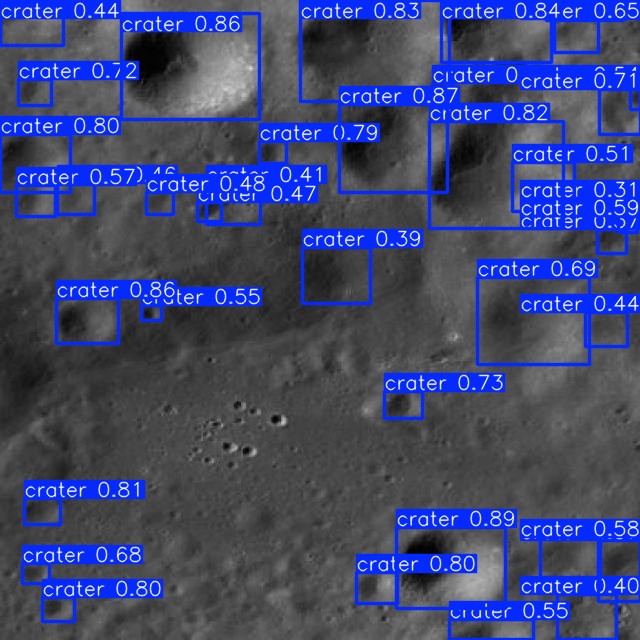 crater 0.44
crater 0.86
crater 0.83
crater 0.84
er 0.65
crater 0.72
crater 0.
0.71
crater 0.87
crater 0.82
crater 0.80
0.79
crater 0.51
crater 0.57
0.41
crater 0.48
0.47
crater 0.31
crater 0.59
crater 0.39
crater 0.69
crater 0.86
0.55
crater 0.44
crater 0.73
crater 0.81
crater 0.89
crater 0.58
crater 0.68
crater 0.80
crater 0.80
crater 0.40
crater 0.55